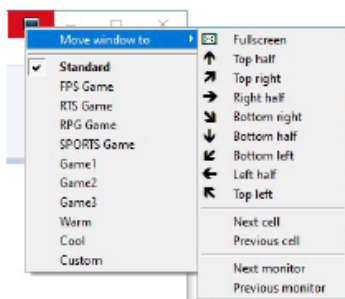 Move window to
Standard
FPS Game
RTS Game
RPG Game
SPORTS Game
Game1
Game2
Game3
Warm
Cool
Custom
Fullscreen
Top half
Top right
Right half
Bottom right
Bottom half
Bottom left
Left half
Top left
Next cell
Previous cell
Next monitor
Previous monitor